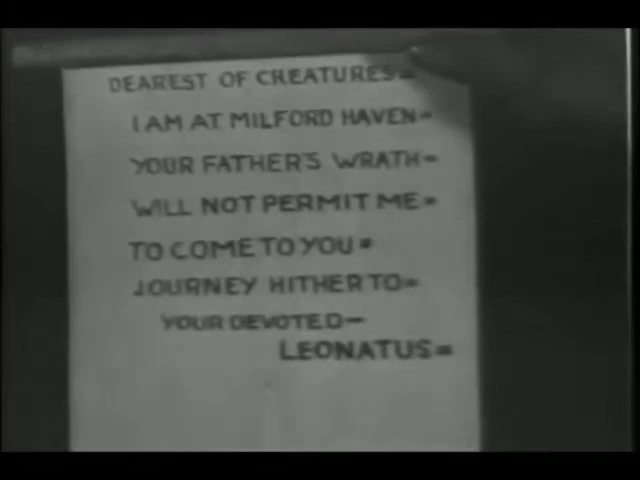 DEAREST OF CREATURES=
I AM AT MILFORD HAVEN=
YOUR FATHER'S WRATH=
WILL NOT PERMIT ME=
TO COME TO YOU=
JOURNEY HITHER TO=
YOUR DEVOTED=
LEONATUS=